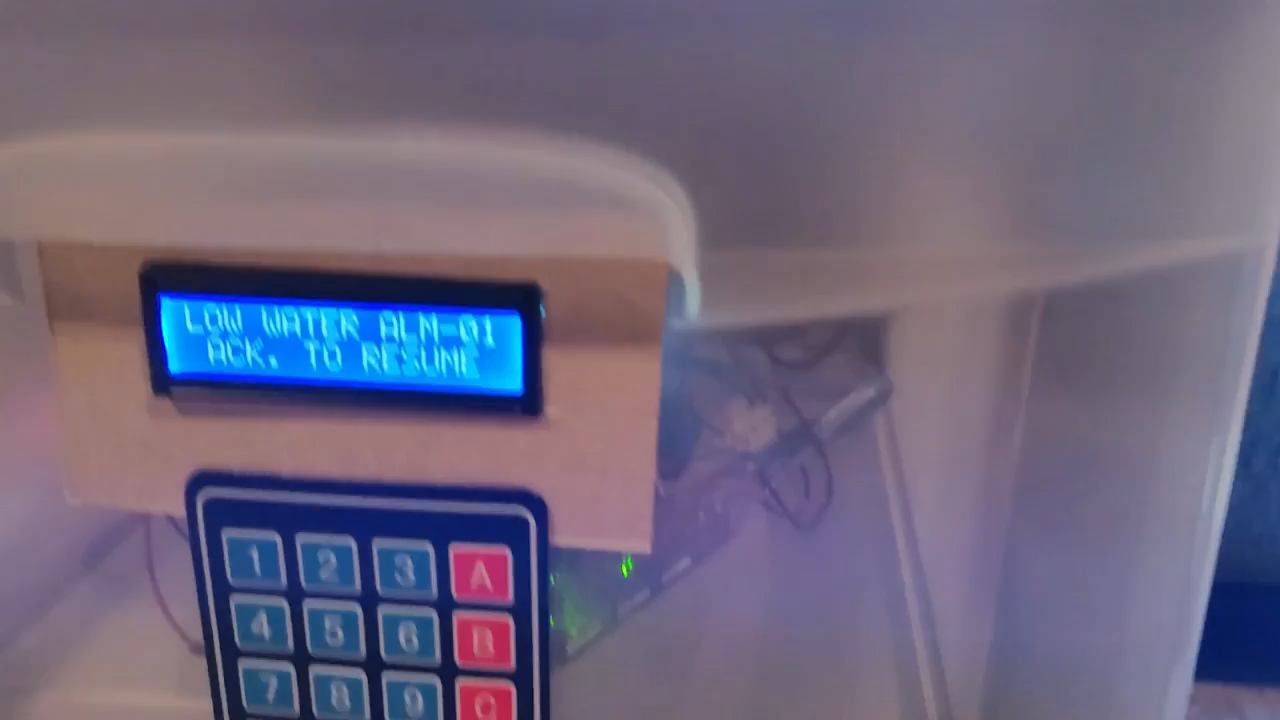 LOW WATER ALM-01
ACK. TO RESUME
1 2 3 A
4 5 6 B
7 8 9 C